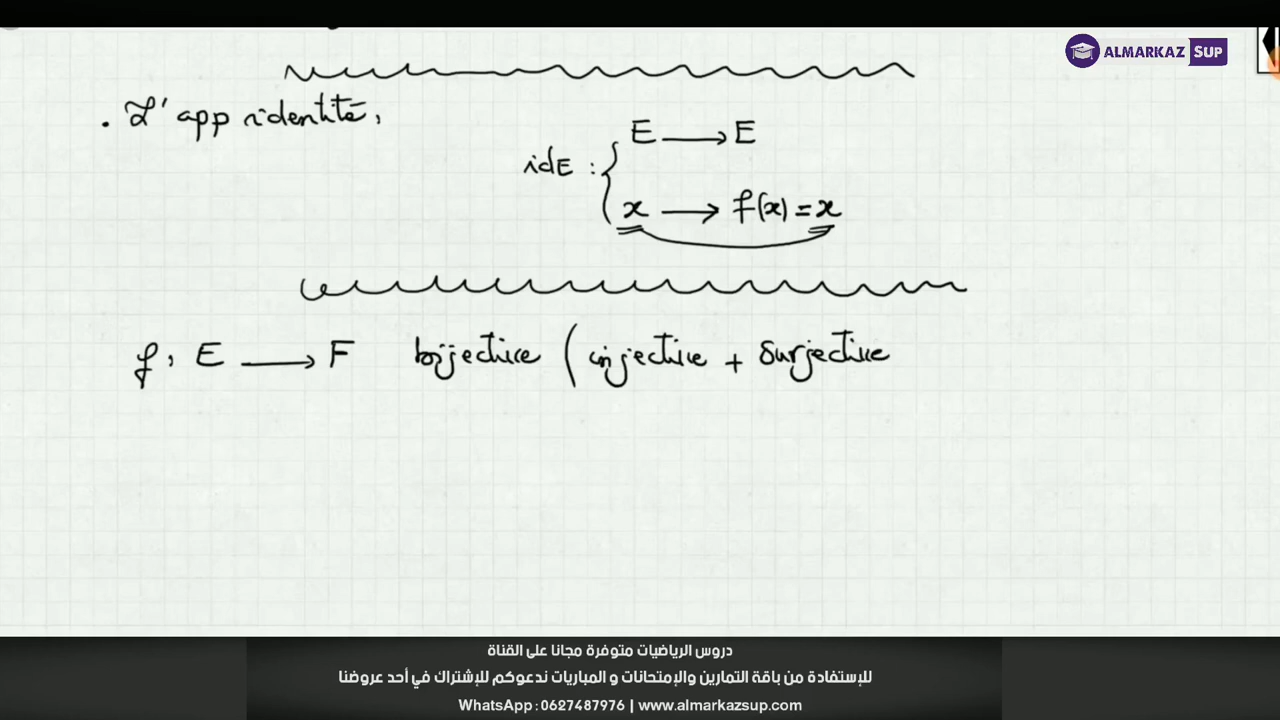 ALMARKAZ SUP
. L' app identité,
E ⟶ E
idE : {
x ⟶ f(x) = x
f, E ⟶ F bijective (injective + surjective
دروس الرياضيات متوفرة مجانا على القناة
للإستفادة من باقة التمارين والإمتحانات و المباريات ندعوكم للإشتراك في أحد عروضنا
WhatsApp : 0627487976 | www.almarkazsup.com